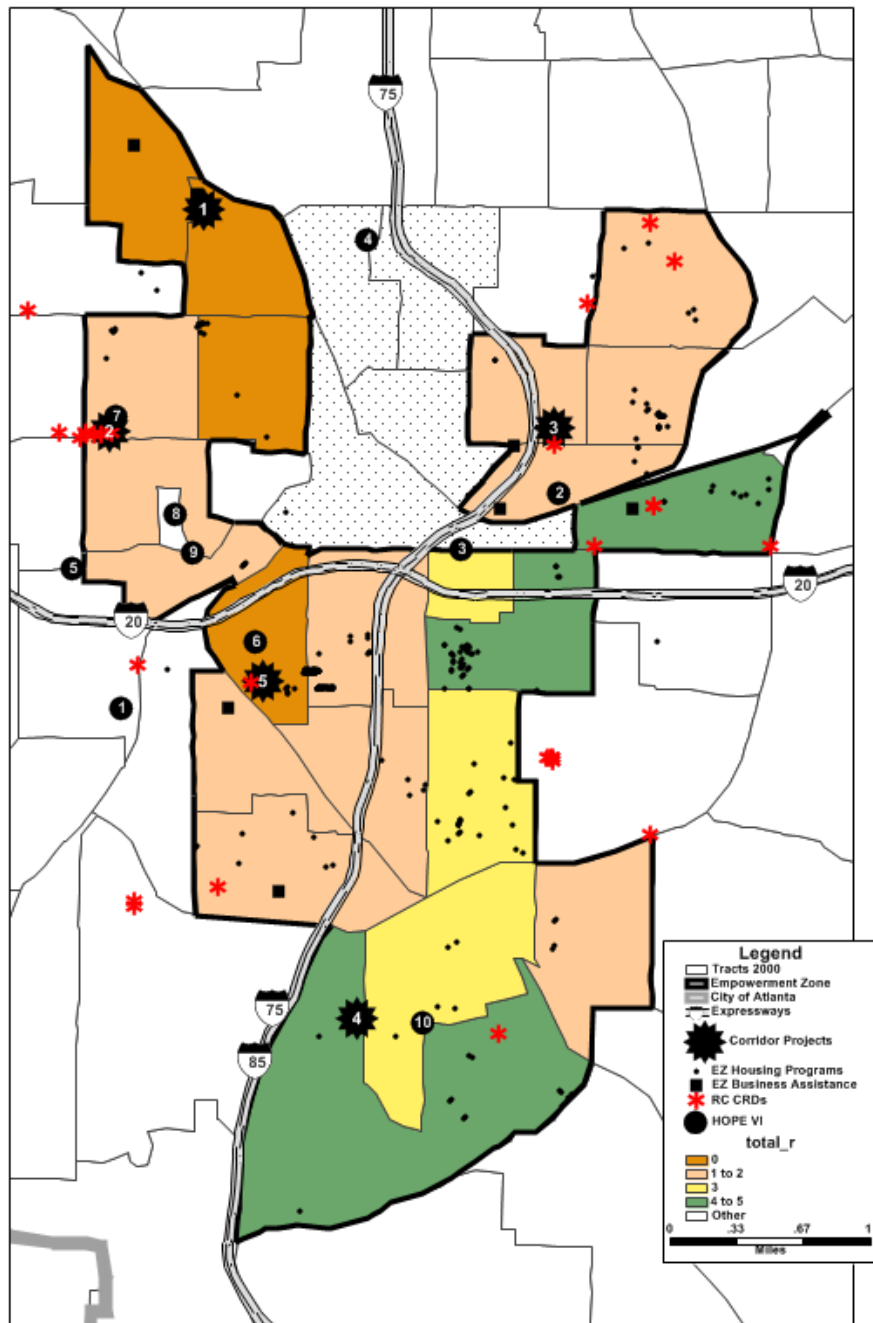 75
1
4
7
2
3
2
8
9
3
5
20
20
6
5
1
75
4
10
85
Legend
Tracts 2000
Empowerment Zone
City of Atlanta
Expressways
Corridor Projects
EZ Housing Programs
EZ Business Assistance
RC CRDs
HOPE VI
total_r
0
1 to 2
3
4 to 5
Other
0 .33 .67 1
Miles